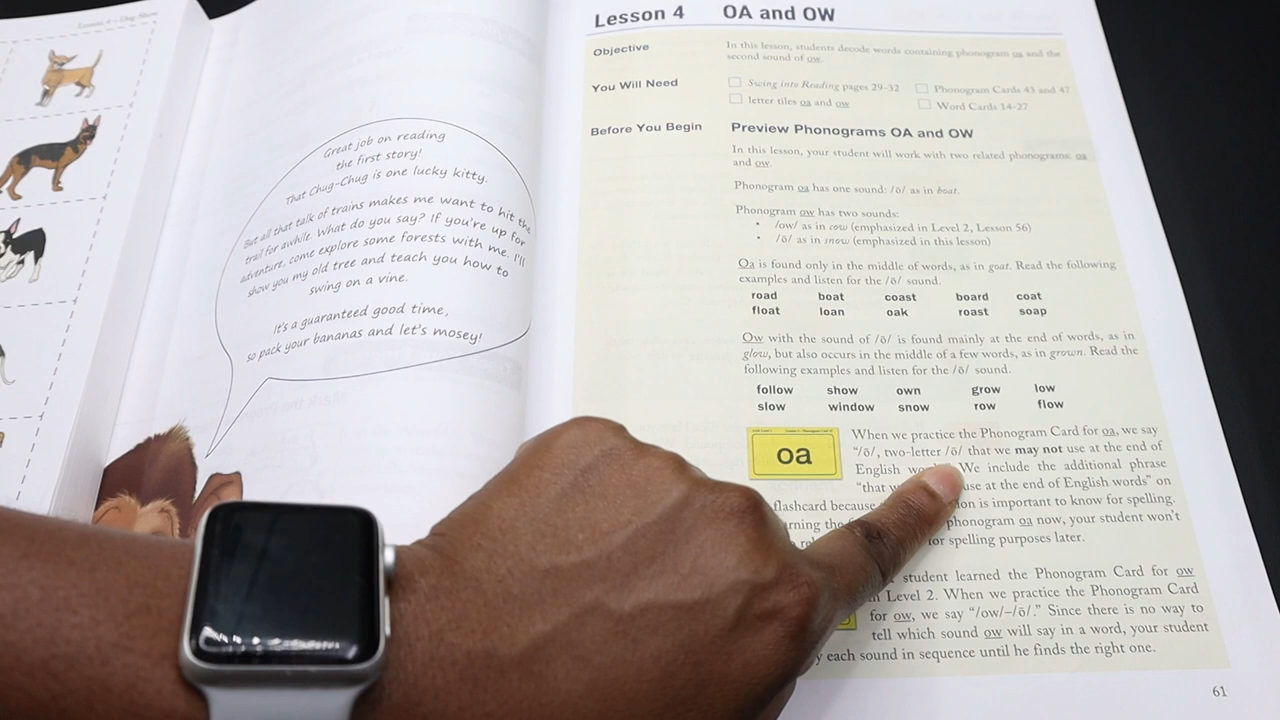 Lesson 4—Dog Show
Great job on reading
the first story!
That Chug-Chug is one lucky kitty.
But all that talk of trains makes me want to hit the
trail for awhile. What do you say? If you're up for
adventure, come explore some forests with me. I'll
show you my old tree and teach you how to
swing on a vine.
It's a guaranteed good time,
so pack your bananas and let's mosey!
Lesson 4 OA and OW
Objective
In this lesson, students decode words containing phonogram oa and the
second sound of ow.
You Will Need
Swing into Reading pages 29-32
Phonogram Cards 43 and 47
letter tiles oa and ow
Word Cards 14-27
Before You Begin
Preview Phonograms OA and OW
In this lesson, your student will work with two related phonograms: oa
and ow.
Phonogram oa has one sound: /ō/ as in boat.
Phonogram ow has two sounds:
• /ow/ as in cow (emphasized in Level 2, Lesson 56)
• /ō/ as in snow (emphasized in this lesson)
Oa is found only in the middle of words, as in goat. Read the following
examples and listen for the /ō/ sound.
road boat coast board coat
float loan oak roast soap
Ow with the sound of /ō/ is found mainly at the end of words, as in
glow, but also occurs in the middle of a few words, as in grown. Read the
following examples and listen for the /ō/ sound.
follow show own grow low
slow window snow row flow
oa
When we practice the Phonogram Card for oa, we say
"/ō/, two-letter /ō/ that we may not use at the end of
English We include the additional phrase
"that use at the end of English words" on
flashcard because is important to know for spelling.
phonogram oa now, your student won't
for spelling purposes later.
student learned the Phonogram Card for ow
in Level 2. When we practice the Phonogram Card
for ow, we say "/ow/–/ō/." Since there is no way to
tell which sound ow will say in a word, your student
each sound in sequence until he finds the right one.
61